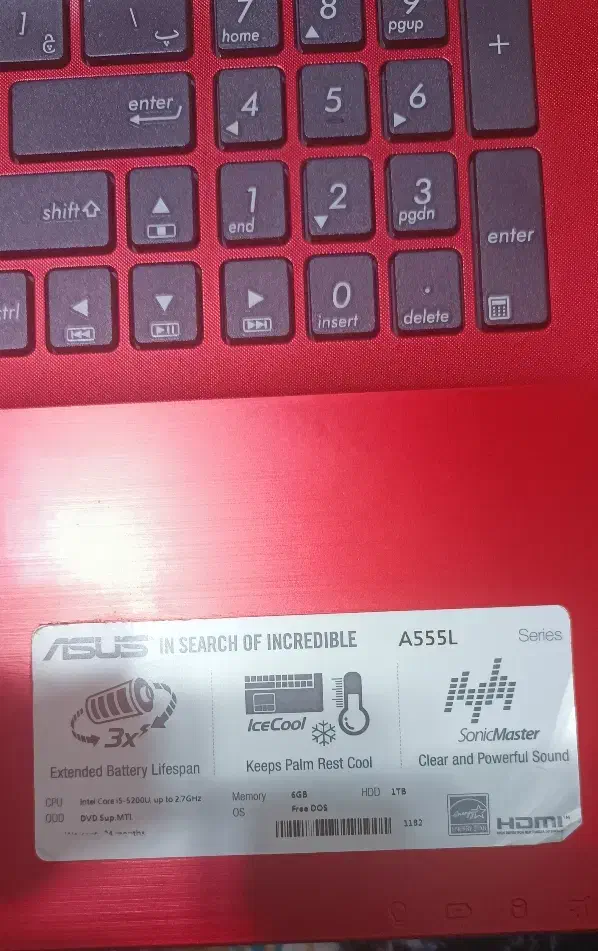 ] چ
\ پ
7 home
8
9 pgup
+
enter
4
5
6
shift
1 end
2
3 pgdn
enter
ctrl
0 insert
. delete
ASUS IN SEARCH OF INCREDIBLE A555L Series
3x
IceCool
SonicMaster
Extended Battery Lifespan
Keeps Palm Rest Cool
Clear and Powerful Sound
CPU Intel Core i5-5200U, up to 2.7GHz Memory 6GB HDD 1TB
ODD DVD Sup.MTI OS Free DOS
1182
HDMI